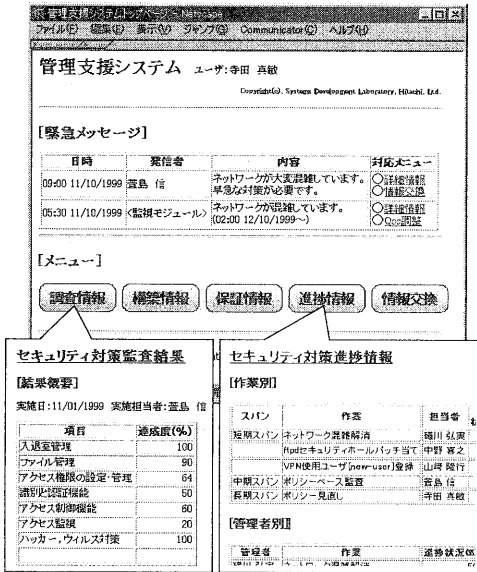 管理支援システムトップページ - Netscape
ファイル(F) 編集(E) 表示(V) ジャンプ(G) Communicator(C) ヘルプ(H)
管理支援システム ユーザ:寺田 真敏
Copyright(c), Systems Development Laboratory, Hitachi, Ltd.
[緊急メッセージ]
日時 発信者 内容 対応メニュー
09:00 11/10/1999 萱島 信 ネットワークが大変混雑しています。 ○詳細情報
早急な対策が必要です。 ○情報交換
05:30 11/10/1999 <監視モジュール> ネットワークが混雑しています。 ○詳細情報
(02:00 12/10/1999~) ○Qos調整
[メニュー]
調査情報 構築情報 保証情報 進捗情報 情報交換
セキュリティ対策監査結果
[結果概要]
実施日:11/01/1999 実施担当者:萱島 信
項目 達成度(%)
入退室管理 100
ファイル管理 90
アクセス権限の設定・管理 64
識別と認証機能 50
アクセス制御機能 60
アクセス監視 20
ハッカー,ウィルス対策 100
セキュリティ対策進捗情報
[作業別]
スパン 作業 担当者
短期スパン ネットワーク混雑解消 磯川 弘実
ftpdセキュリティホールパッチ当て 中野 喜之
VPN使用ユーザ[new-user]登録 山﨑 隆行
中期スパン ポリシーベース監査 萱島 信
長期スパン ポリシー見直し 寺田 真敏
[管理者別]
管理者 作業 進捗状況(%)